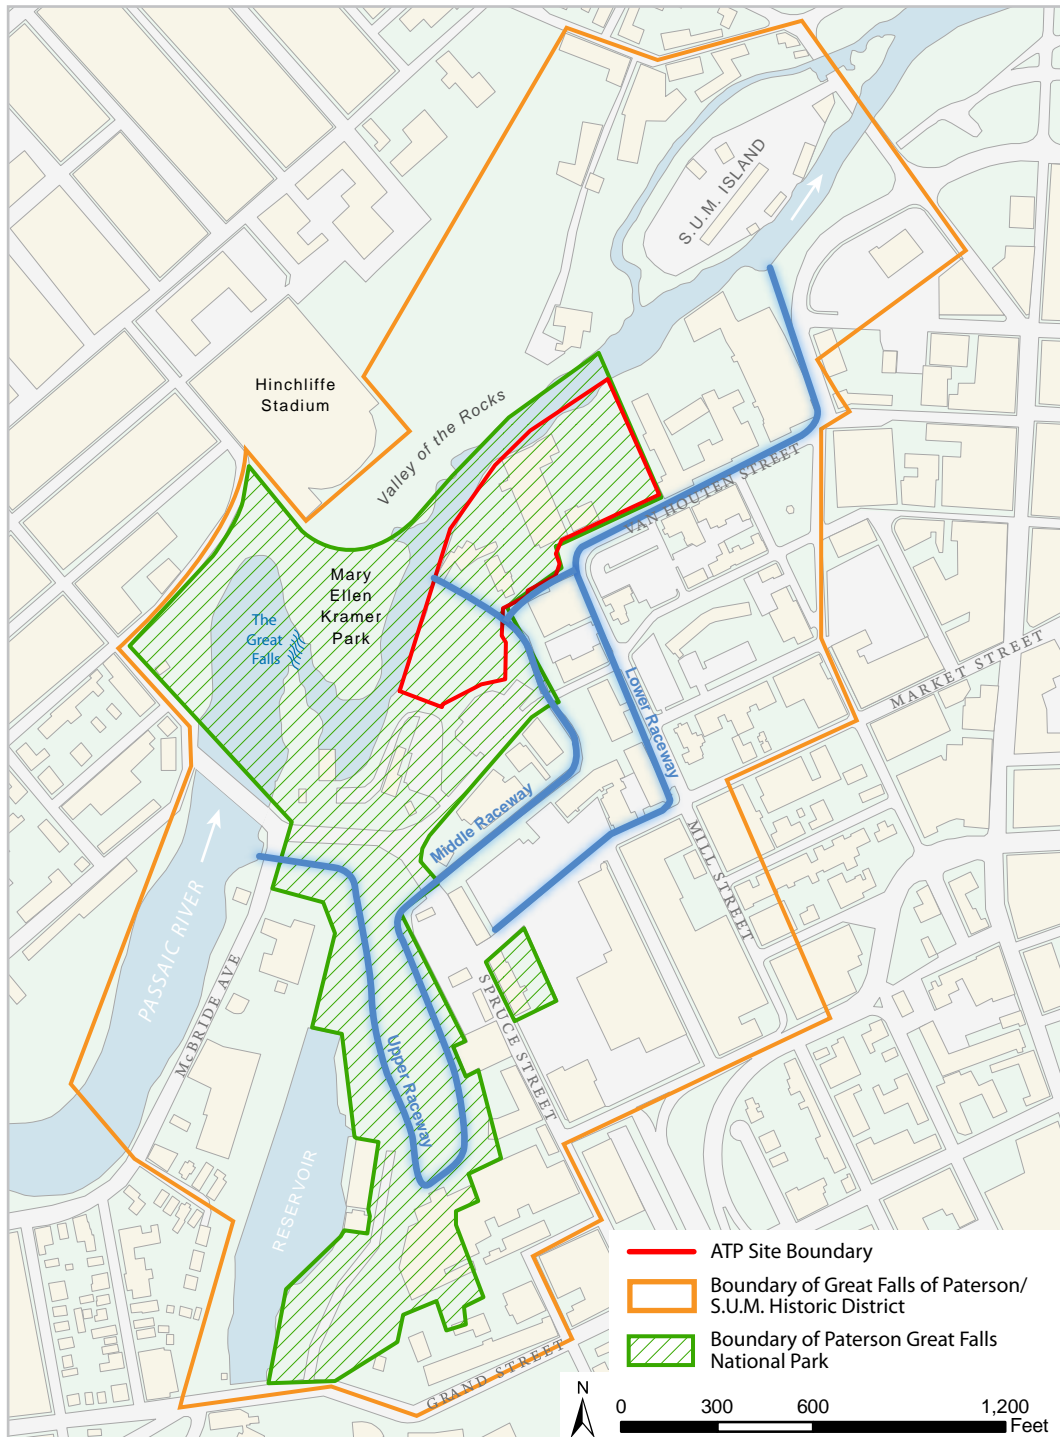 S.U.M. ISLAND
Hinchliffe
Stadium
Valley of the Rocks
VAN HOUTEN STREET
Mary
Ellen
Kramer
Park
The
Great
Falls
Lower Raceway
MARKET STREET
Middle Raceway
MILL STREET
PASSAIC RIVER
McBRIDE AVE
SPRUCE STREET
Upper Raceway
RESERVOIR
GRAND STREET
ATP Site Boundary
Boundary of Great Falls of Paterson/
S.U.M. Historic District
Boundary of Paterson Great Falls
National Park
N
0 300 600 1,200
Feet